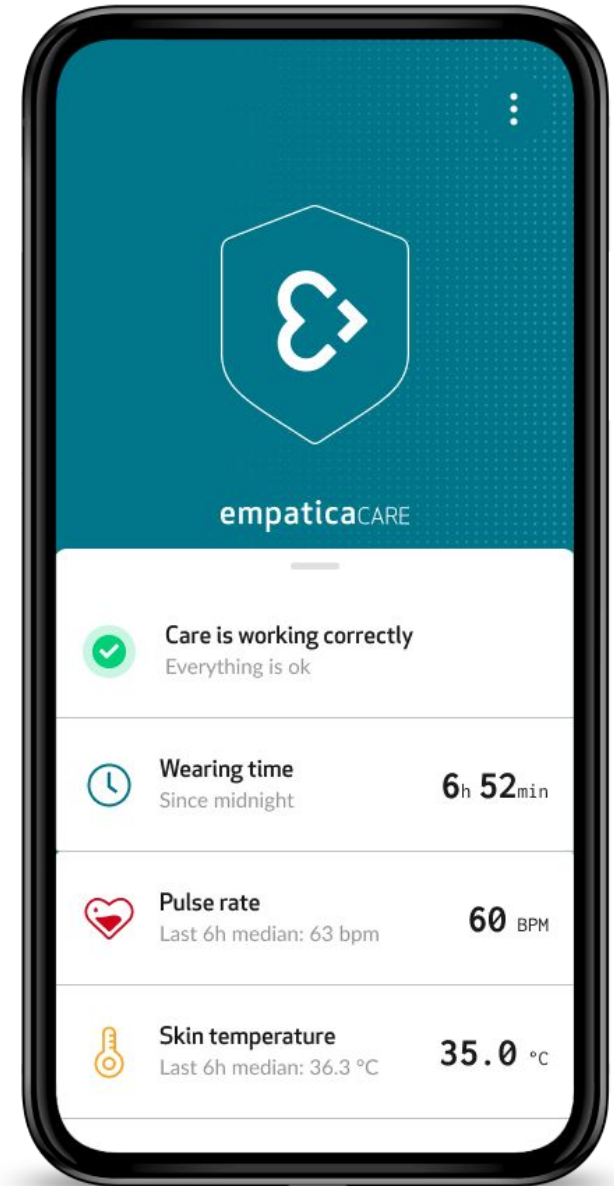 empaticaCARE
Care is working correctly
Everything is ok
Wearing time
Since midnight
6h 52min
Pulse rate
Last 6h median: 63 bpm
60 BPM
Skin temperature
Last 6h median: 36.3 °C
35.0 °C